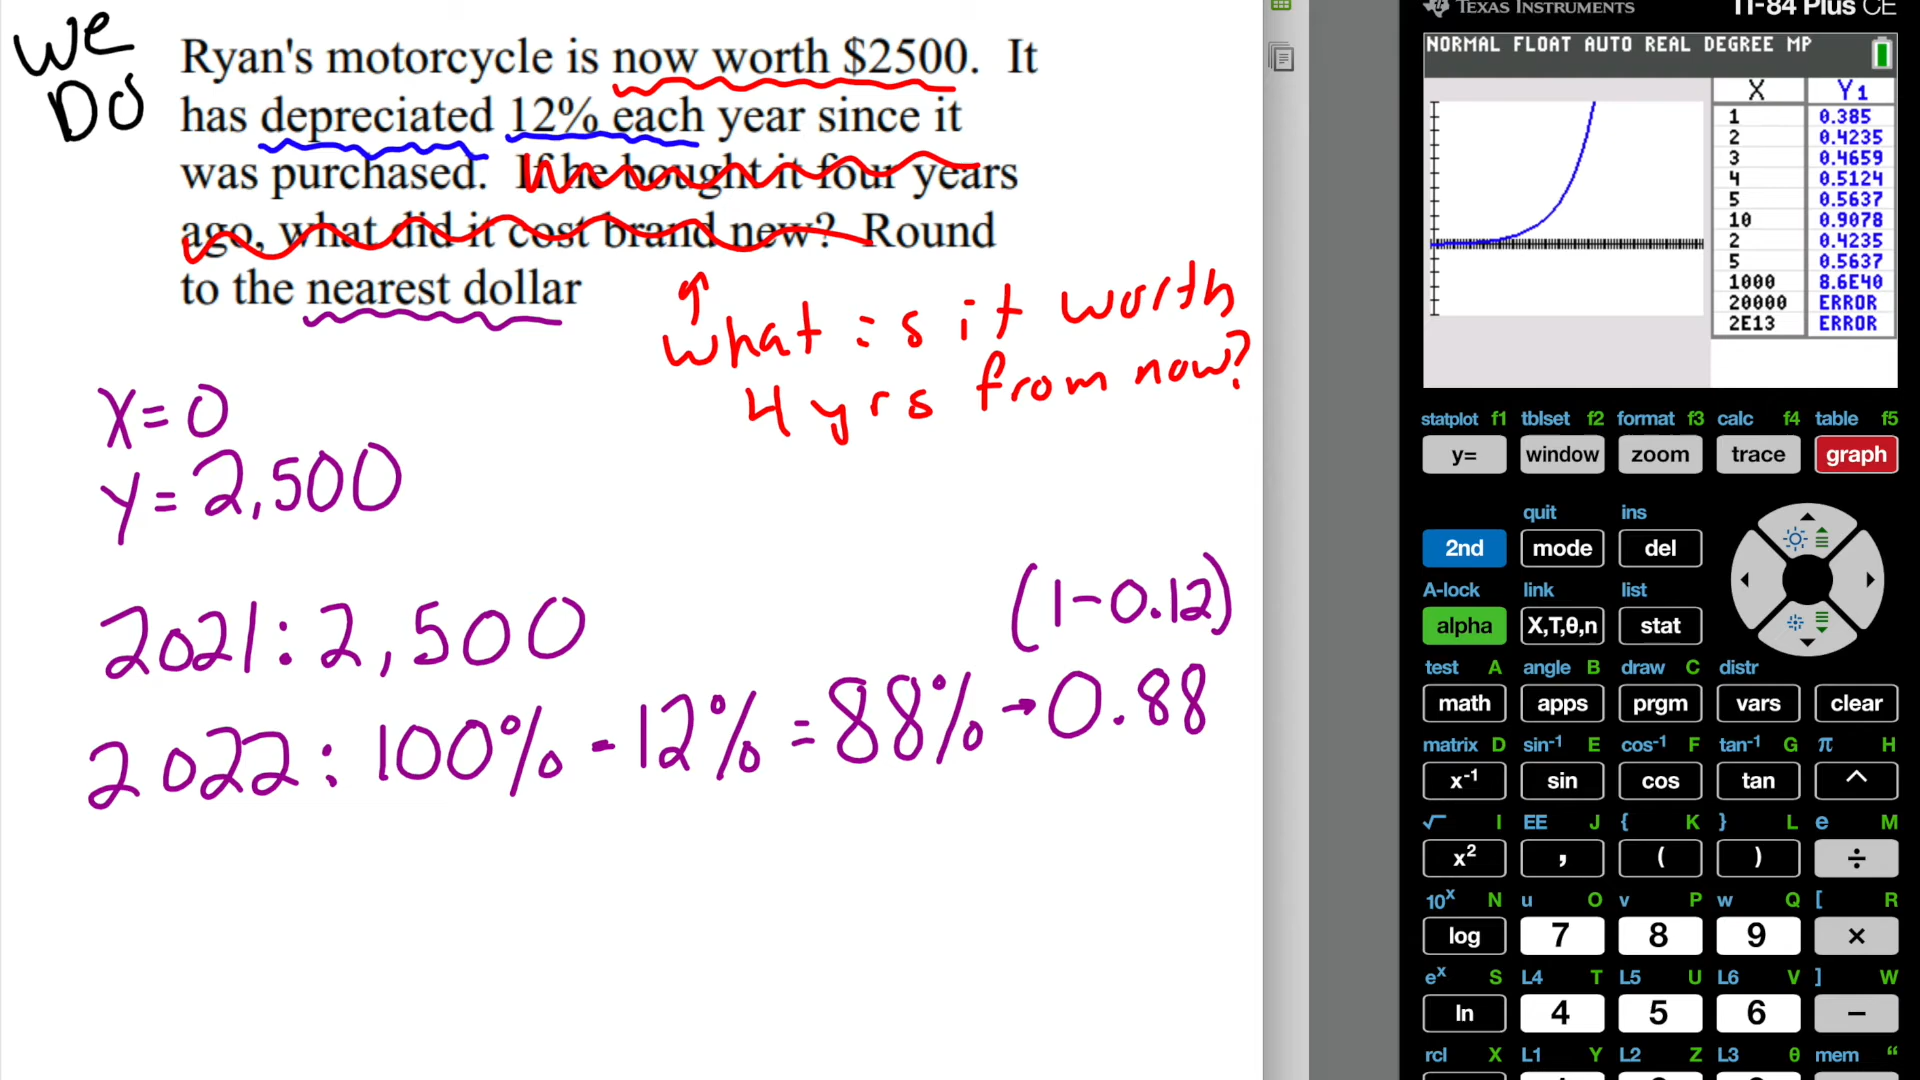 We
Do
Ryan's motorcycle is now worth $2500. It
has depreciated 12% each year since it
was purchased. If he bought it four years
ago, what did it cost brand new? Round
to the nearest dollar
what is it worth
4 yrs from now?
x=0
y=2,500
2021: 2,500
(1-0.12)
2022: 100% - 12% = 88% → 0.88
TEXAS INSTRUMENTS TI-84 Plus CE
NORMAL FLOAT AUTO REAL DEGREE MP
X Y1
1 0.385
2 0.4235
3 0.4659
4 0.5124
5 0.5637
10 0.9078
2 0.4235
5 0.5637
1000 8.6E40
20000 ERROR
2E13 ERROR
statplot f1 tblset f2 format f3 calc f4 table f5
y= window zoom trace graph
quit ins
2nd mode del
A-lock link list
alpha X,T,θ,n stat
test A angle B draw C distr
math apps prgm vars clear
matrix D sin-1 E cos-1 F tan-1 G π H
x-1 sin cos tan ^
√ I EE J { K } L e M
x2 , ( ) ÷
10x N u O v P w Q [ R
log 7 8 9 ×
ex S L4 T L5 U L6 V ] W
ln 4 5 6 −
rcl X L1 Y L2 Z L3 θ mem “